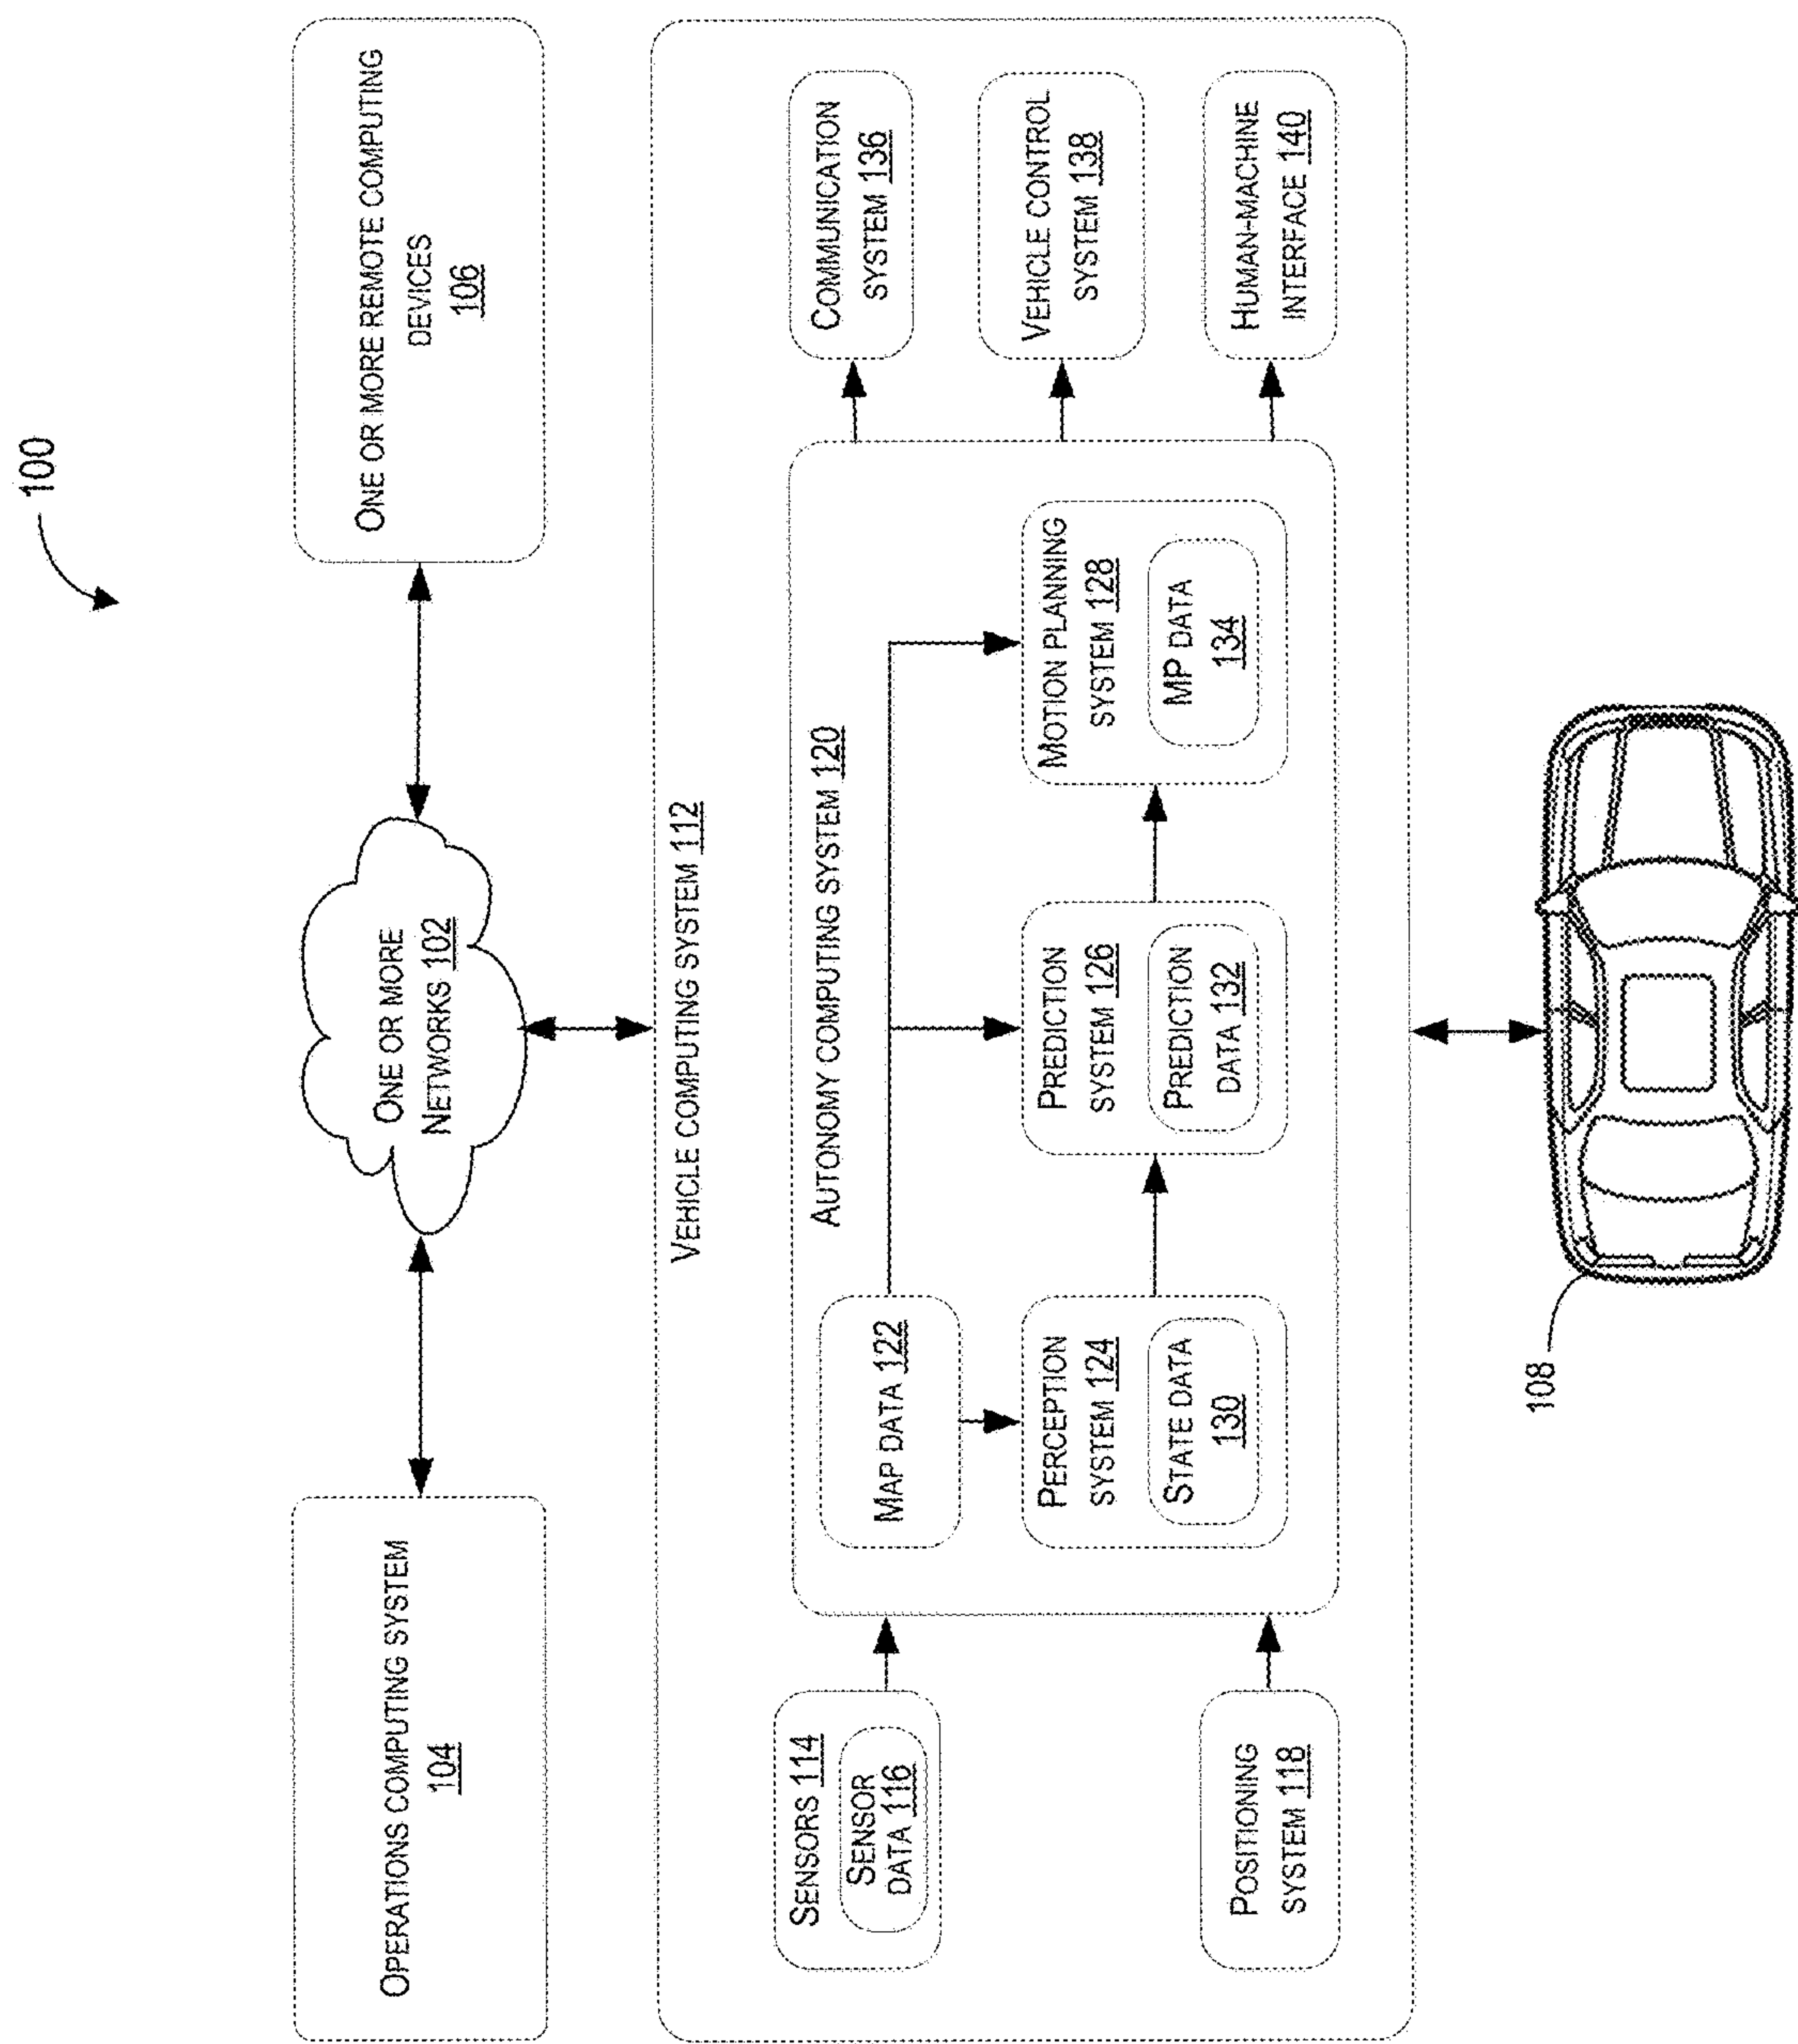 100
OPERATIONS COMPUTING SYSTEM
104
ONE OR MORE
NETWORKS 102
ONE OR MORE REMOTE COMPUTING
DEVICES
106
VEHICLE COMPUTING SYSTEM 112
SENSORS 114
SENSOR
DATA 116
POSITIONING
SYSTEM 118
AUTONOMY COMPUTING SYSTEM 120
MAP DATA 122
PERCEPTION
SYSTEM 124
STATE DATA
130
PREDICTION
SYSTEM 126
PREDICTION
DATA 132
MOTION PLANNING
SYSTEM 128
MP DATA
134
COMMUNICATION
SYSTEM 136
VEHICLE CONTROL
SYSTEM 138
HUMAN-MACHINE
INTERFACE 140
108